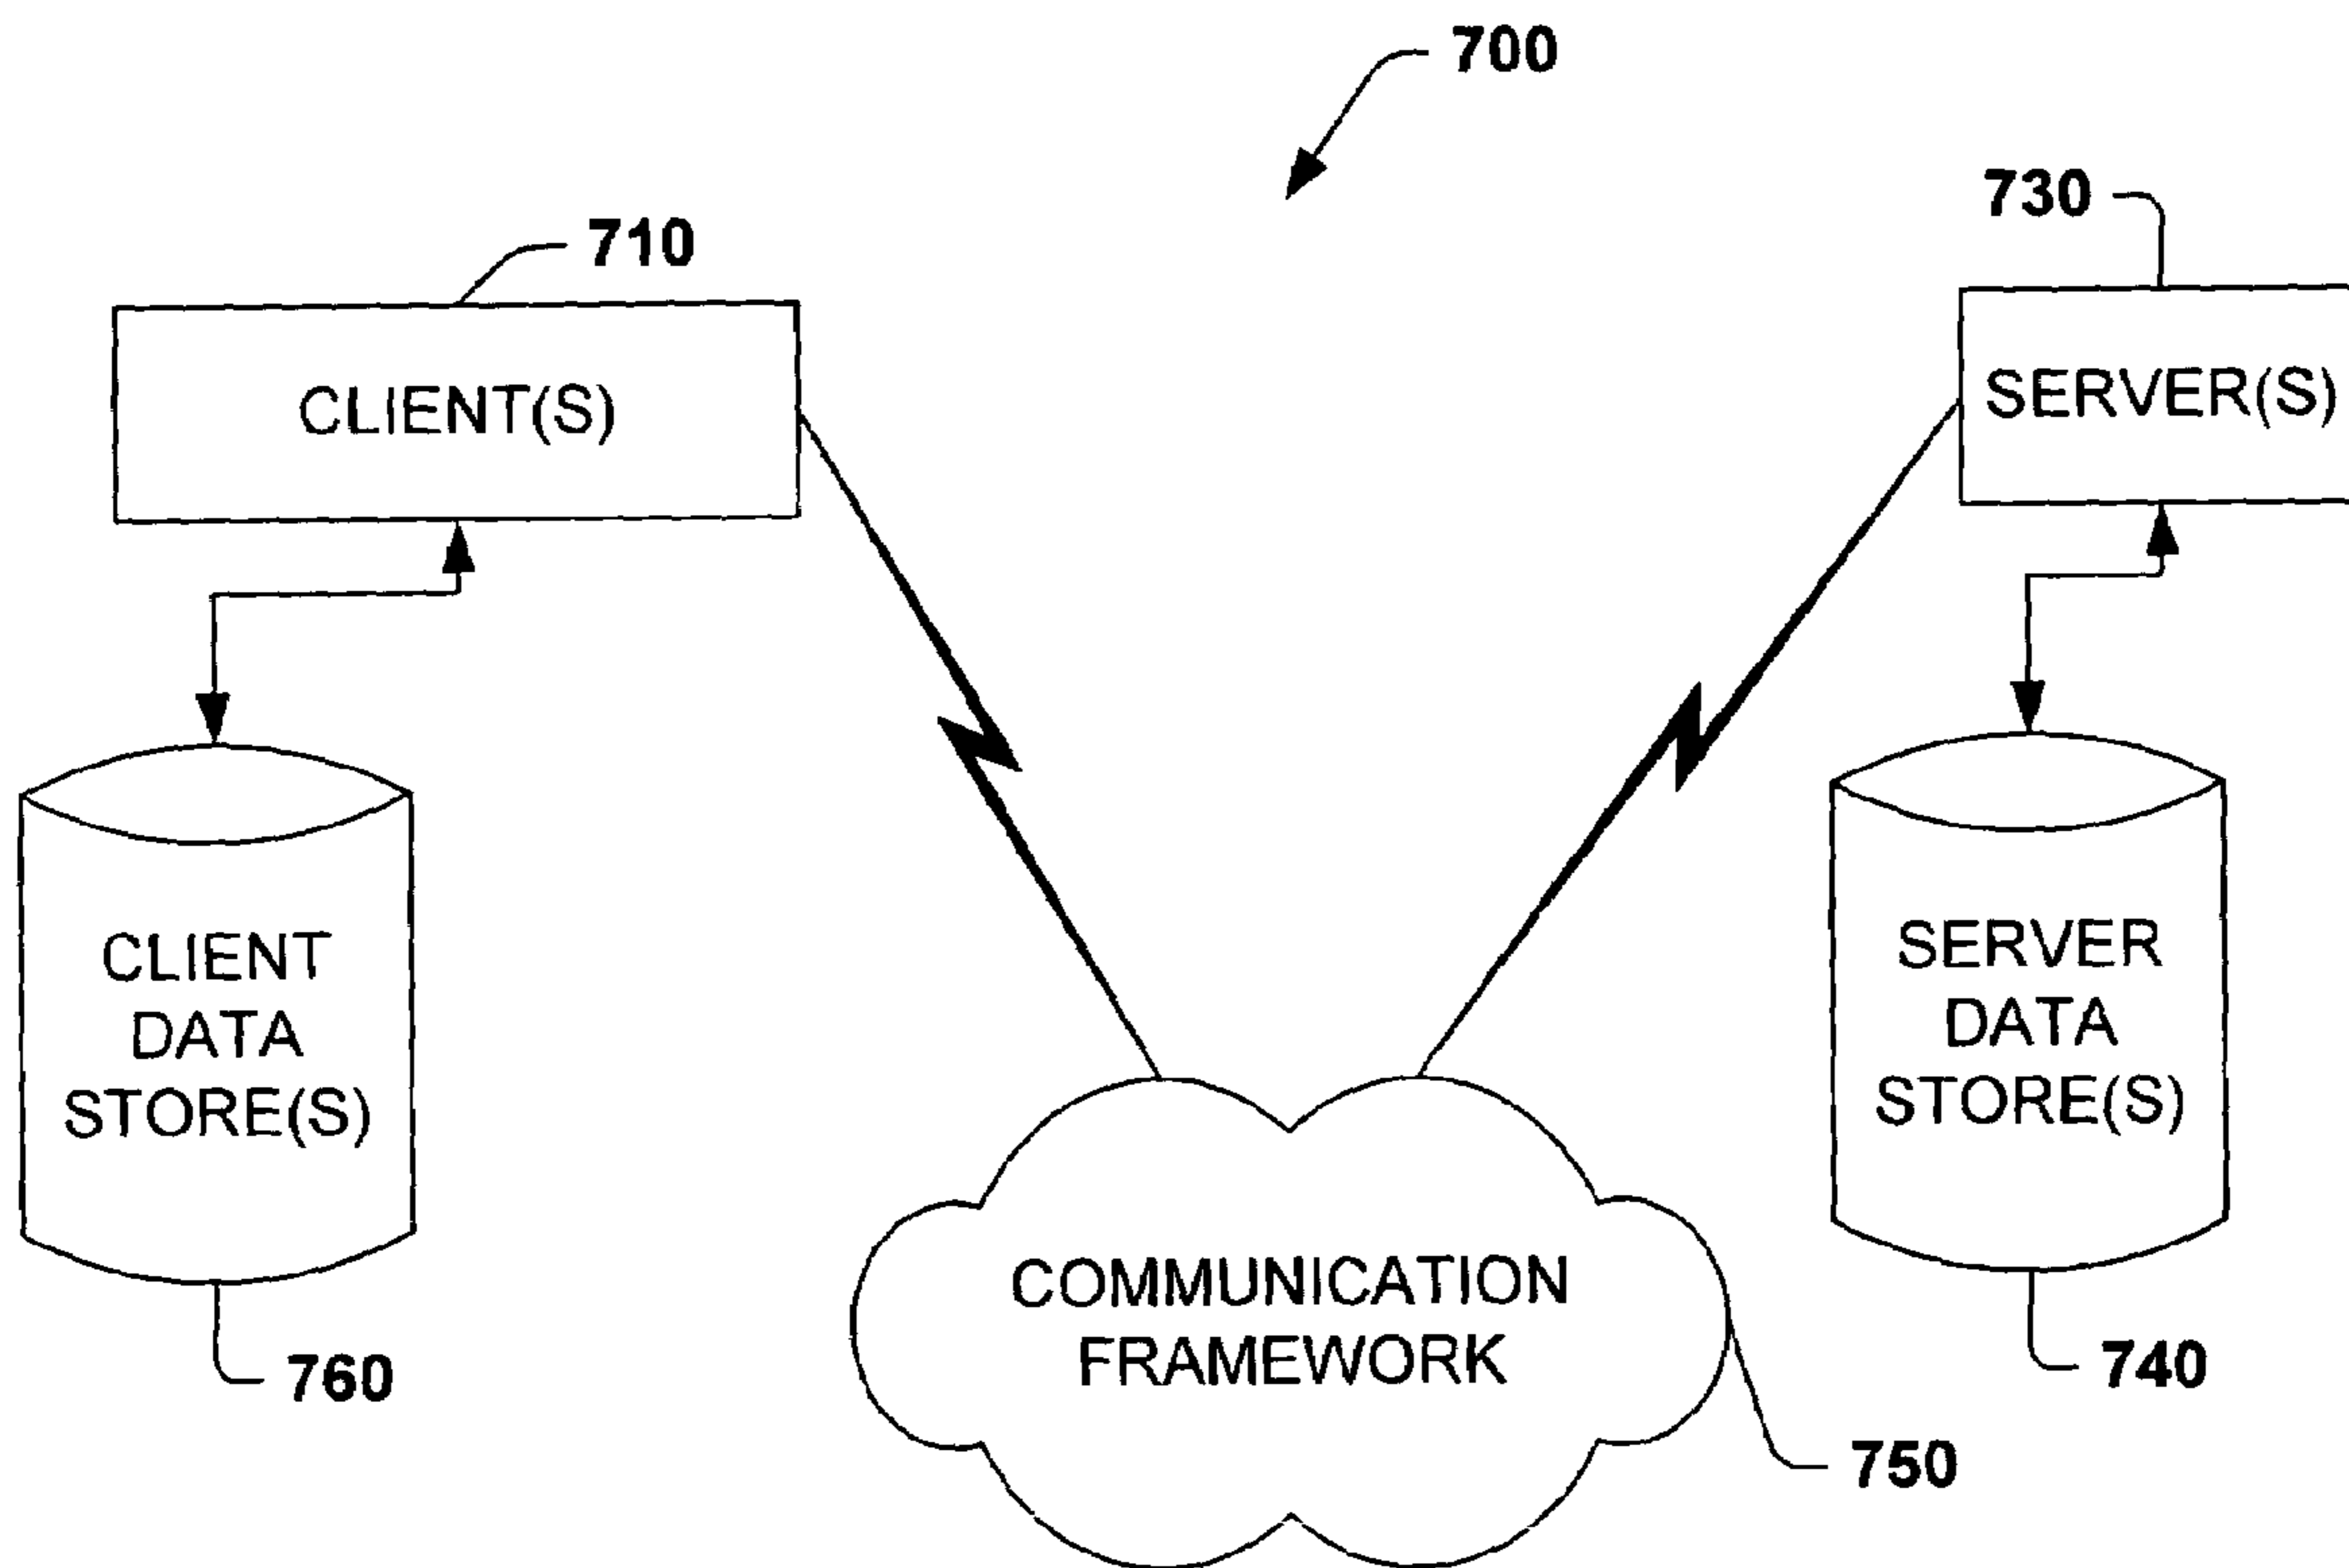 700
710
730
CLIENT(S)
SERVER(S)
CLIENT
DATA
STORE(S)
SERVER
DATA
STORE(S)
COMMUNICATION
FRAMEWORK
760
740
750